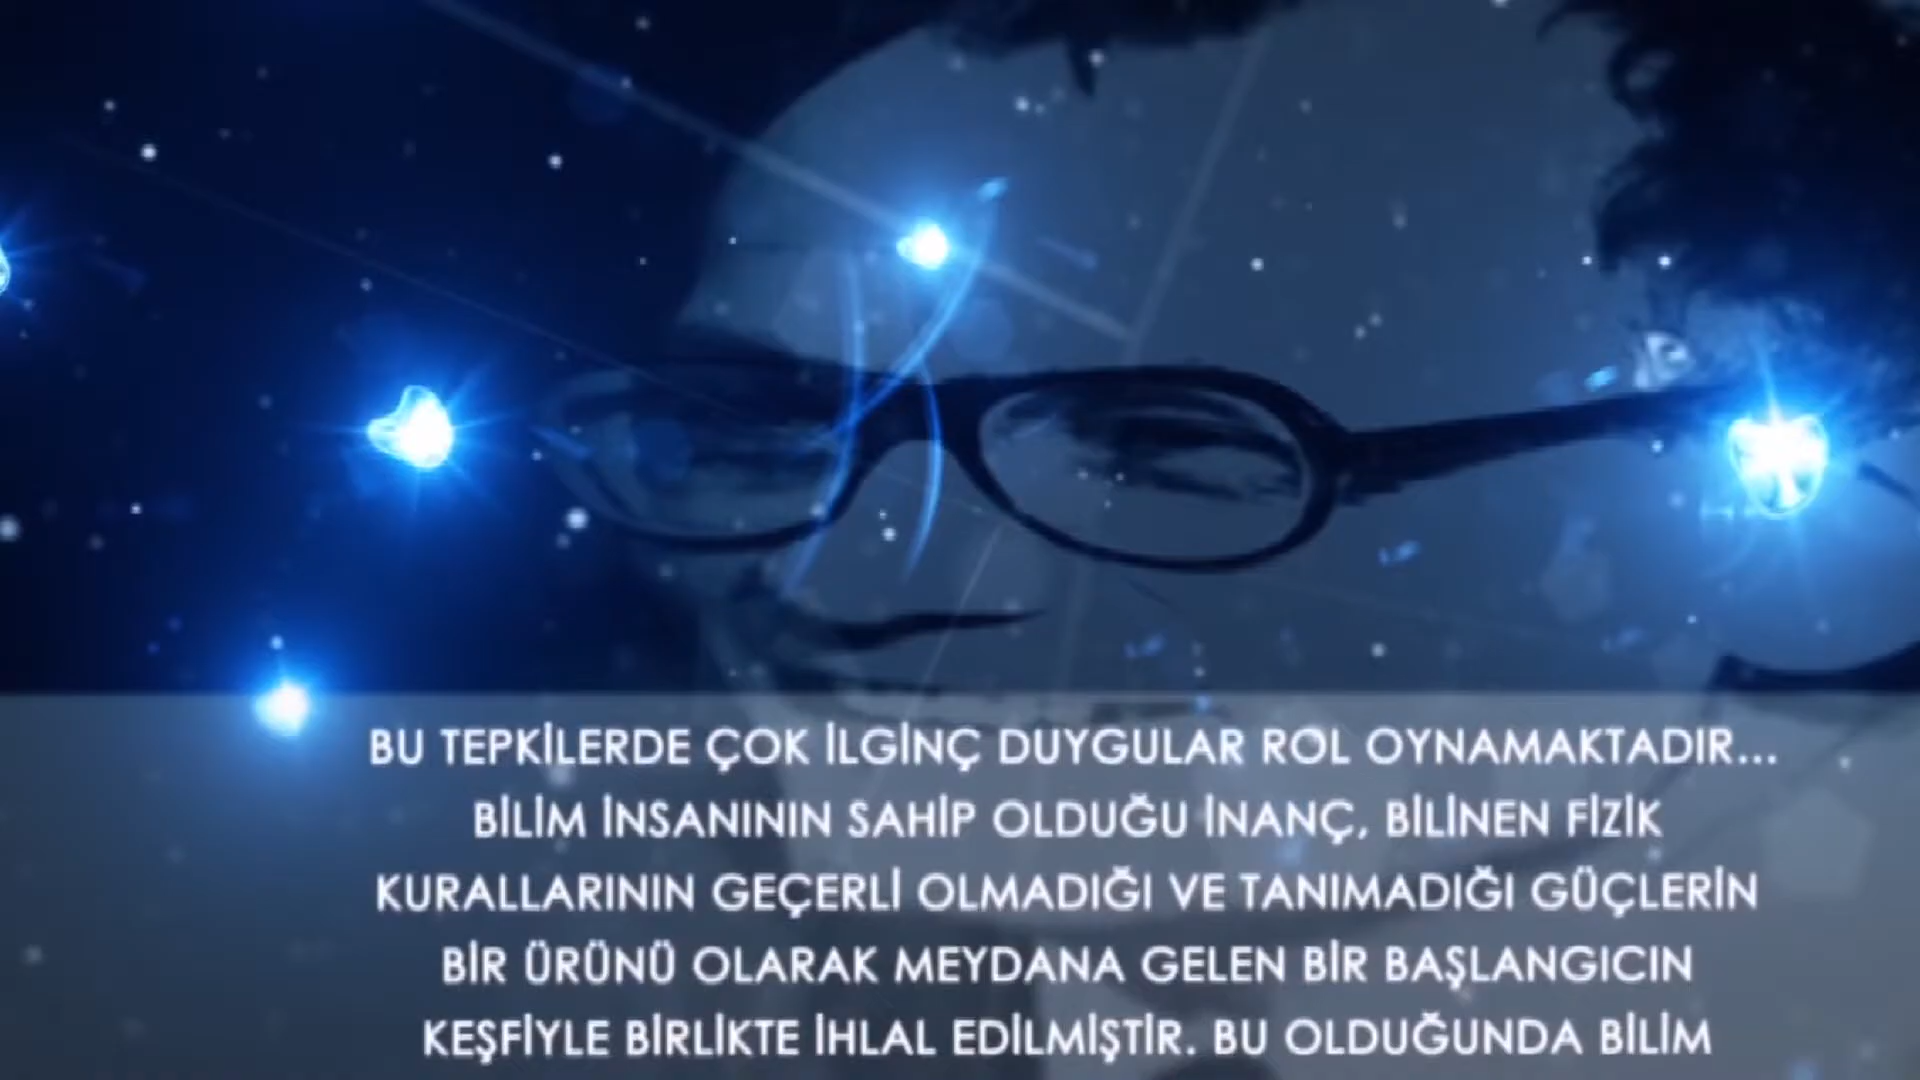 BU TEPKİLERDE ÇOK İLGİNÇ DUYGULAR ROL OYNAMAKTADIR...
BİLİM İNSANININ SAHİP OLDUĞU İNANÇ, BİLİNEN FİZİK
KURALLARININ GEÇERLİ OLMADIĞI VE TANIMADIĞI GÜÇLERİN
BİR ÜRÜNÜ OLARAK MEYDANA GELEN BİR BAŞLANGICIN
KEŞFİYLE BİRLİKTE İHLAL EDİLMİŞTİR. BU OLDUĞUNDA BİLİM